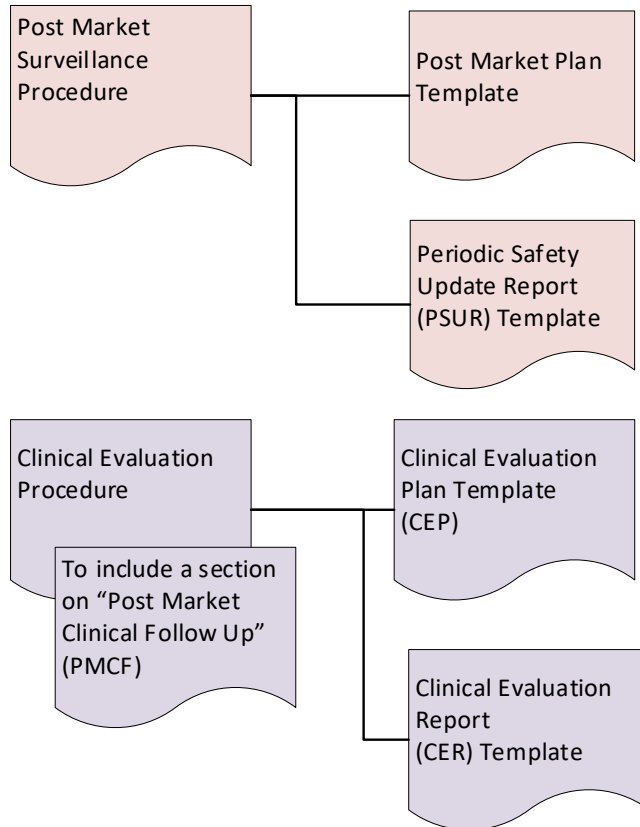 Post Market
Surveillance
Procedure
Post Market Plan
Template
Periodic Safety
Update Report
(PSUR) Template
Clinical Evaluation
Procedure
To include a section
on “Post Market
Clinical Follow Up”
(PMCF)
Clinical Evaluation
Plan Template
(CEP)
Clinical Evaluation
Report
(CER) Template